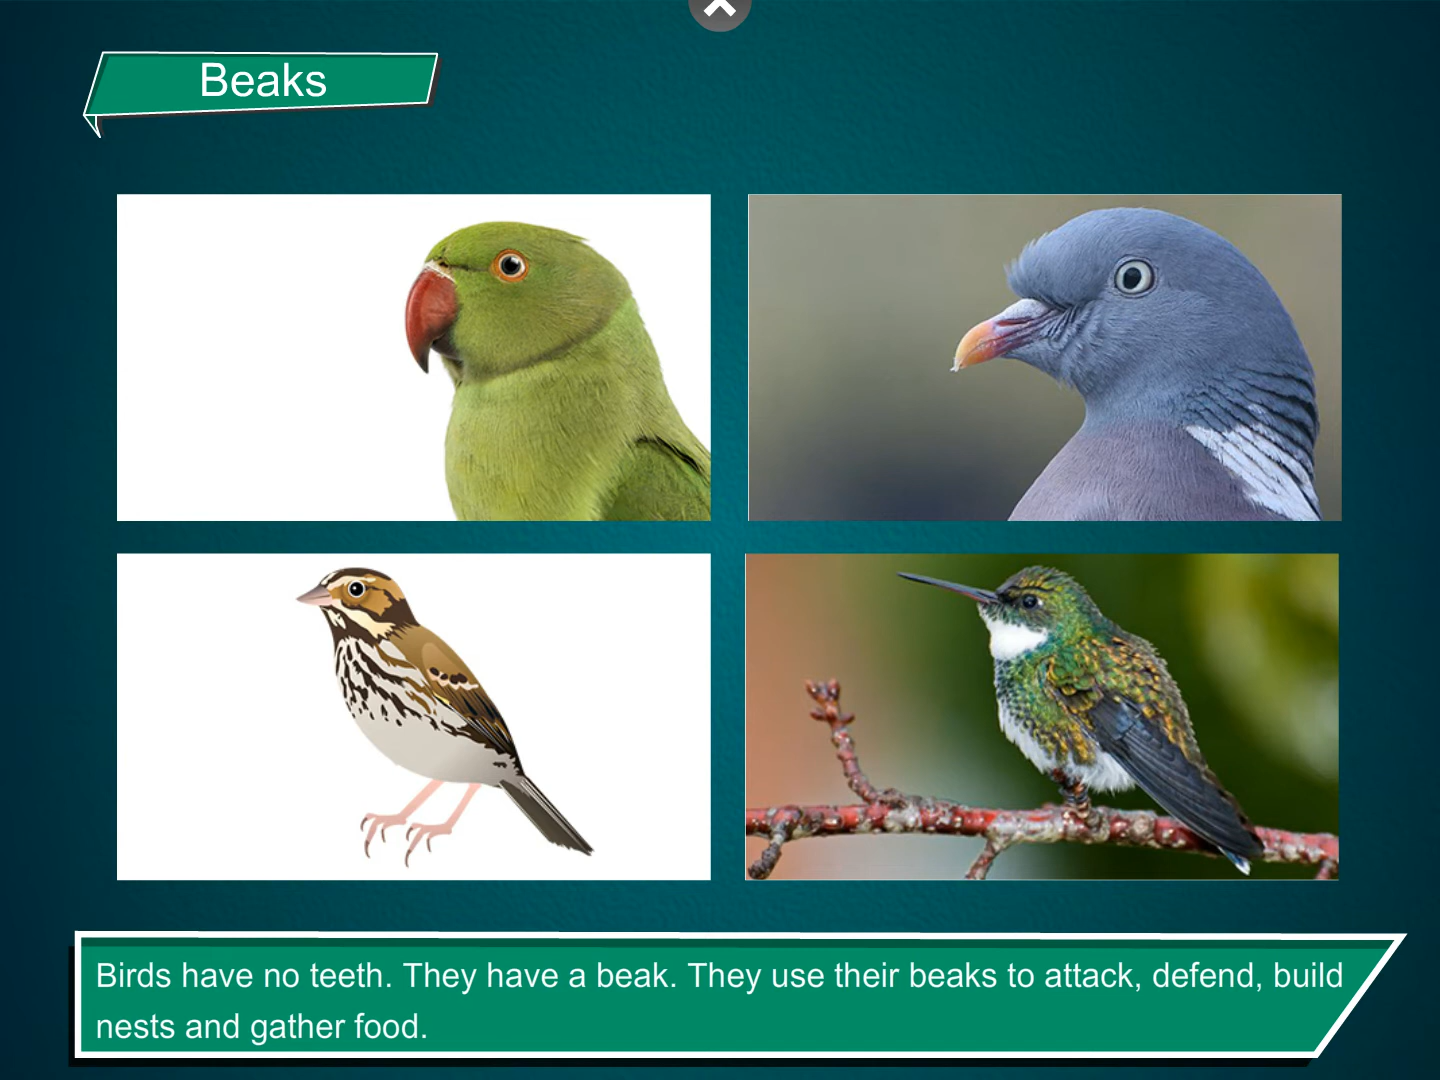 Beaks
Birds have no teeth. They have a beak. They use their beaks to attack, defend, build
nests and gather food.